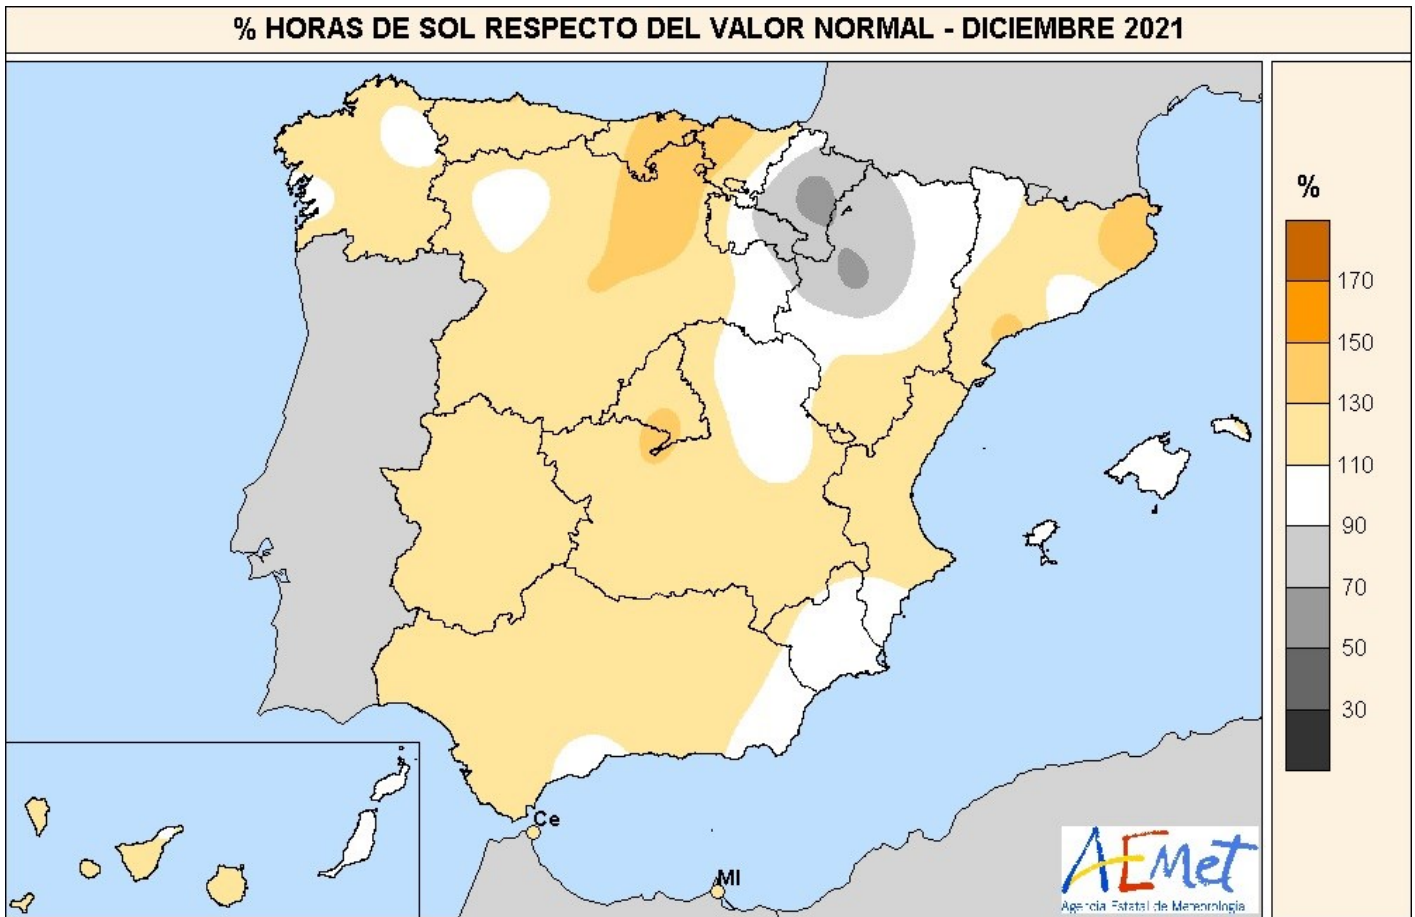 % HORAS DE SOL RESPECTO DEL VALOR NORMAL - DICIEMBRE 2021
%
170
150
130
110
90
70
50
30
Ce
Ml
AEMet
Agencia Estatal de Meteorología